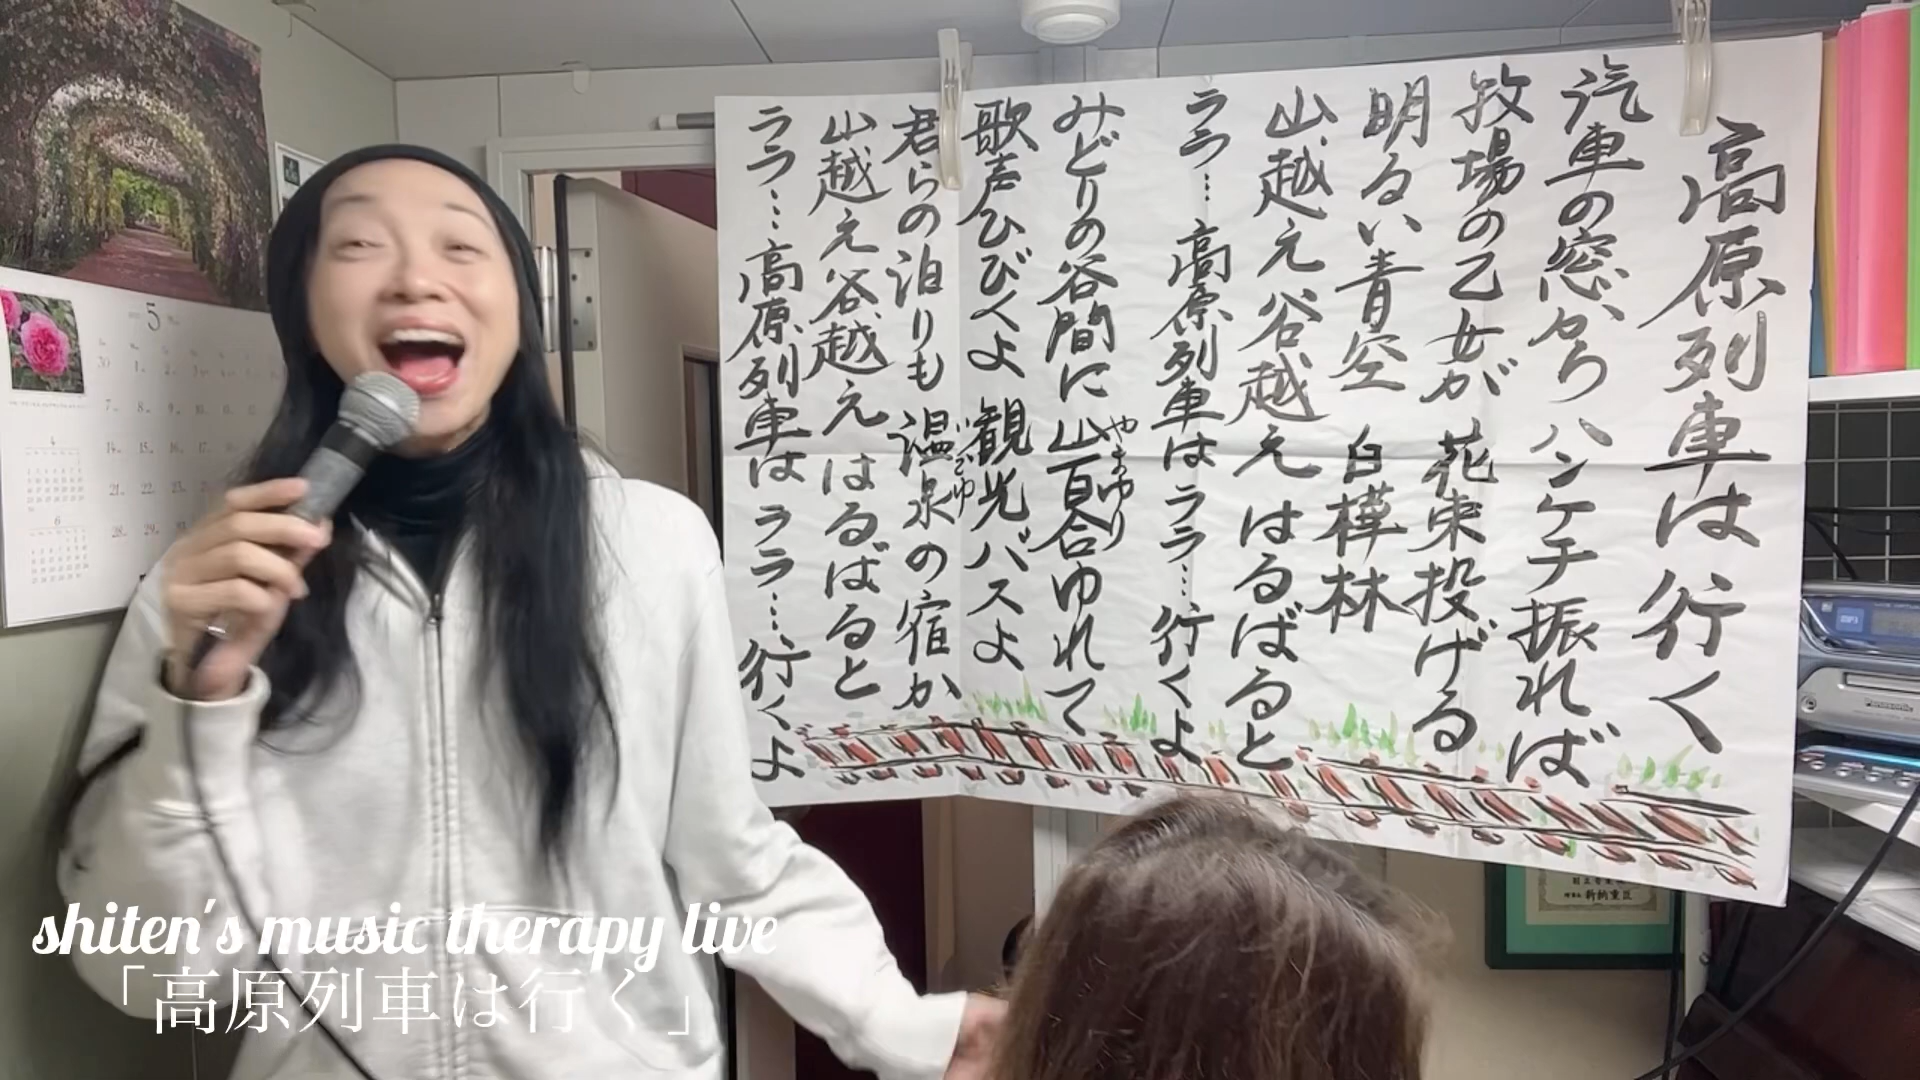 高原列車は行く
汽車の窓からハンケチ振れば
牧場の乙女が 花束投げる
明るい青空 白樺林
山越え谷越え はるばると
ララ… 高原列車は ララ… 行くよ
みどりの谷間に 山百合ゆれて
やまゆり
歌声ひびくよ 観光バスよ
君らの泊りも 温泉の宿か
いでゆ
山越え谷越え はるばると
ララ… 高原列車は ララ… 行くよ
5
Panasonic
MP3
新納重臣
shiten's music therapy live
「高原列車は行く」